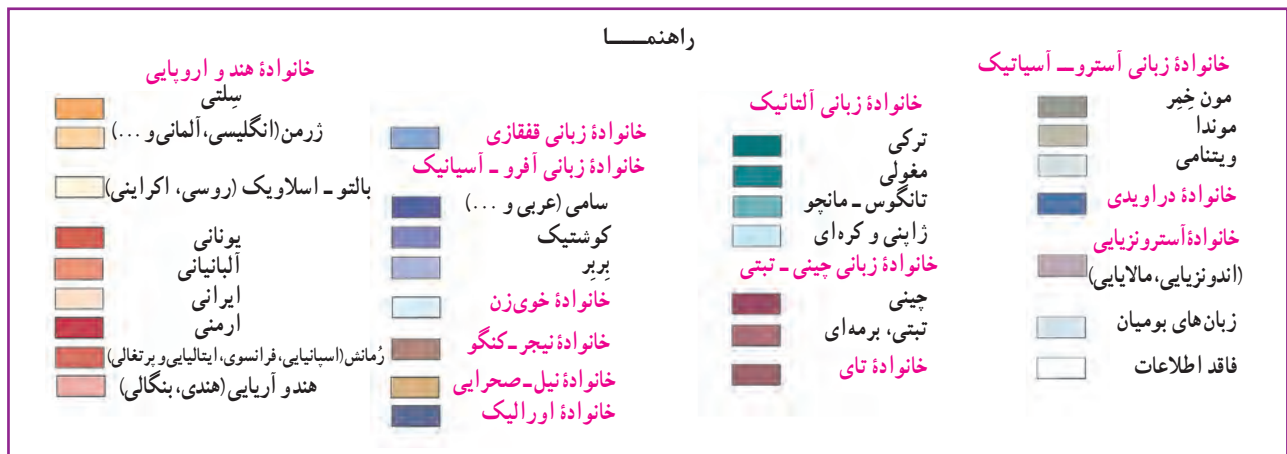 راهنمـــا
خانوادهٔ زبانی آسترو ـ آسیاتیک
مون خِمِر
موندا
ویتنامی
خانوادهٔ دراویدی
خانوادهٔ آسترونزیایی
(اندونزیایی، مالایایی)
زبان‌های بومیان
فاقد اطلاعات
خانوادهٔ زبانی آلتائیک
ترکی
مغولی
تانگوس ـ مانچو
ژاپنی و کره‌ای
خانوادهٔ زبانی چینی ـ تبتی
چینی
تبتی، برمه‌ای
خانوادهٔ تای
خانوادهٔ زبانی قفقازی
خانوادهٔ زبانی آفرو ـ آسیانیک
سامی (عربی و ...)
کوشتیک
بِربِر
خانوادهٔ خوی‌زن
خانوادهٔ نیجر ـ کنگو
خانوادهٔ نیل ـ صحرایی
خانوادهٔ اورالیک
خانوادهٔ هند و اروپایی
سِلتی
ژرمن (انگلیسی، آلمانی و ...)
بالتو ـ اسلاویک (روسی، اکراینی)
یونانی
آلبانیانی
ایرانی
ارمنی
رُمانش (اسپانیایی، فرانسوی، ایتالیایی و پرتغالی)
هند و آریایی (هندی، بنگالی)